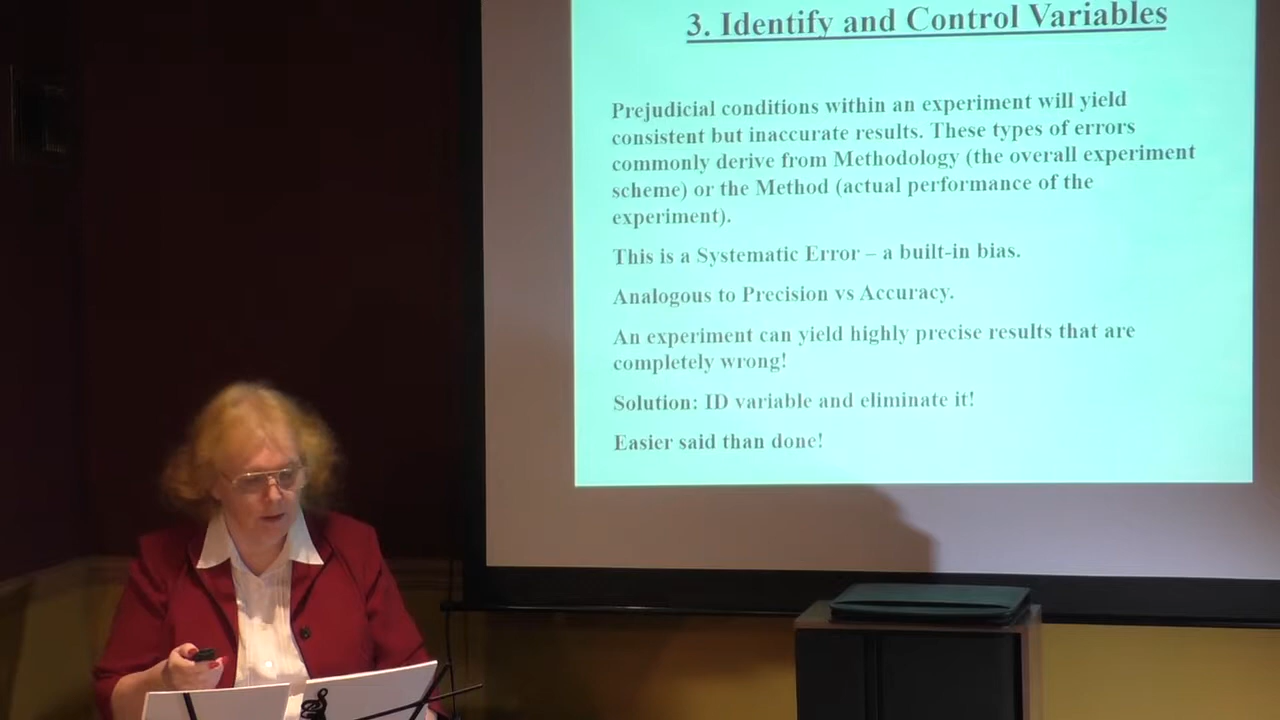 3. Identify and Control Variables
Prejudicial conditions within an experiment will yield
consistent but inaccurate results. These types of errors
commonly derive from Methodology (the overall experiment
scheme) or the Method (actual performance of the
experiment).
This is a Systematic Error – a built-in bias.
Analogous to Precision vs Accuracy.
An experiment can yield highly precise results that are
completely wrong!
Solution: ID variable and eliminate it!
Easier said than done!